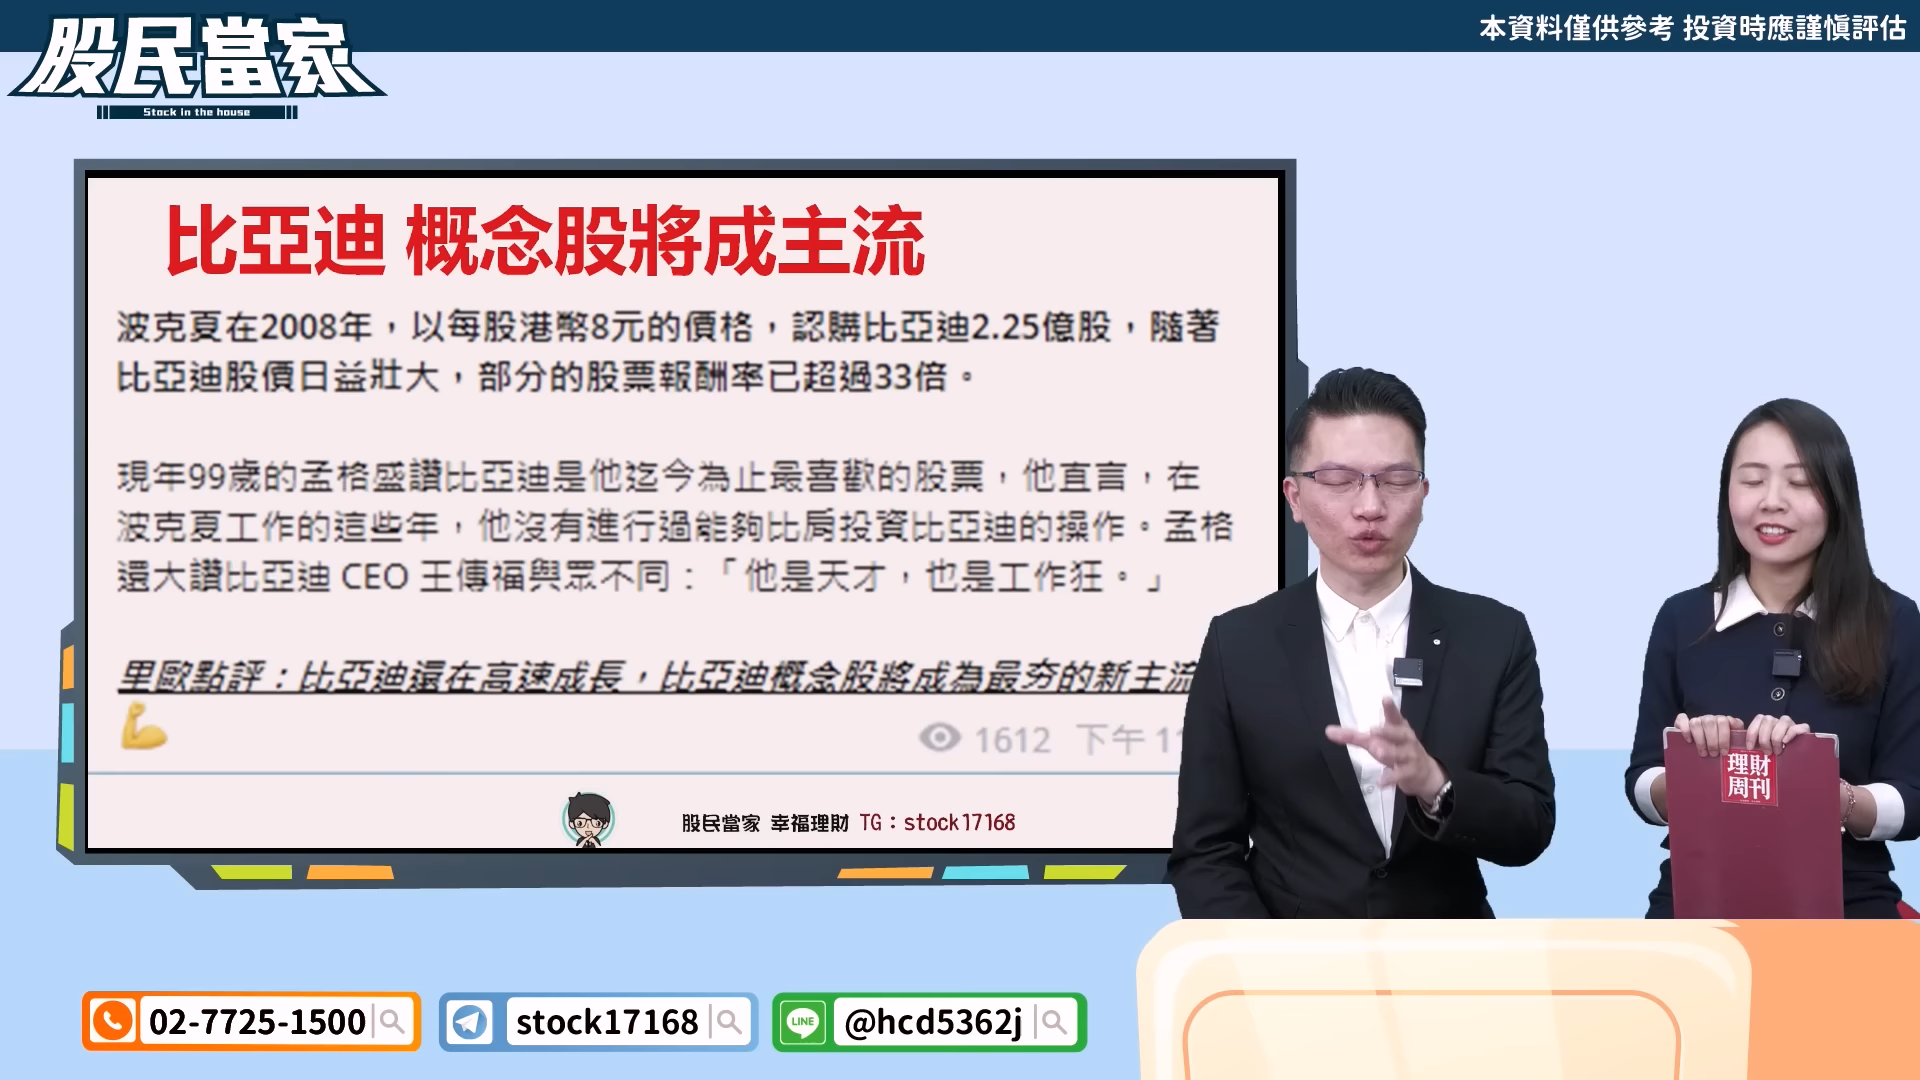 股民當家
Stock in the house
本資料僅供參考 投資時應謹慎評估
比亞迪 概念股將成主流
波克夏在2008年，以每股港幣8元的價格，認購比亞迪2.25億股，隨著
比亞迪股價日益壯大，部分的股票報酬率已超過33倍。
現年99歲的孟格盛讚比亞迪是他迄今為止最喜歡的股票，他直言，在
波克夏工作的這些年，他沒有進行過能夠比肩投資比亞迪的操作。孟格
還大讚比亞迪 CEO 王傳福與眾不同：「他是天才，也是工作狂。」
里歐點評：比亞迪還在高速成長，比亞迪概念股將成為最夯的新主流
1612 下午 1
股民當家 幸福理財 TG：stock17168
理財
周刊
02-7725-1500
stock17168
LINE
@hcd5362j